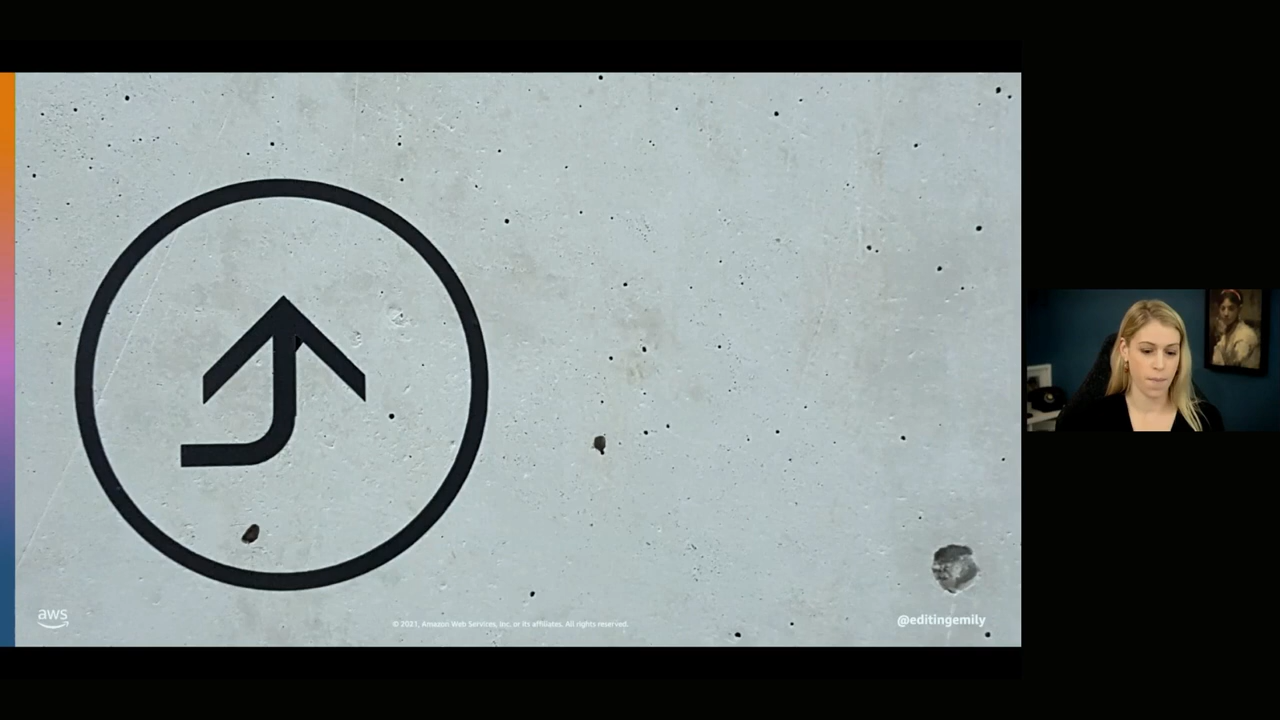 aws
© 2021, Amazon Web Services, Inc. or its affiliates. All rights reserved.
@editingemily